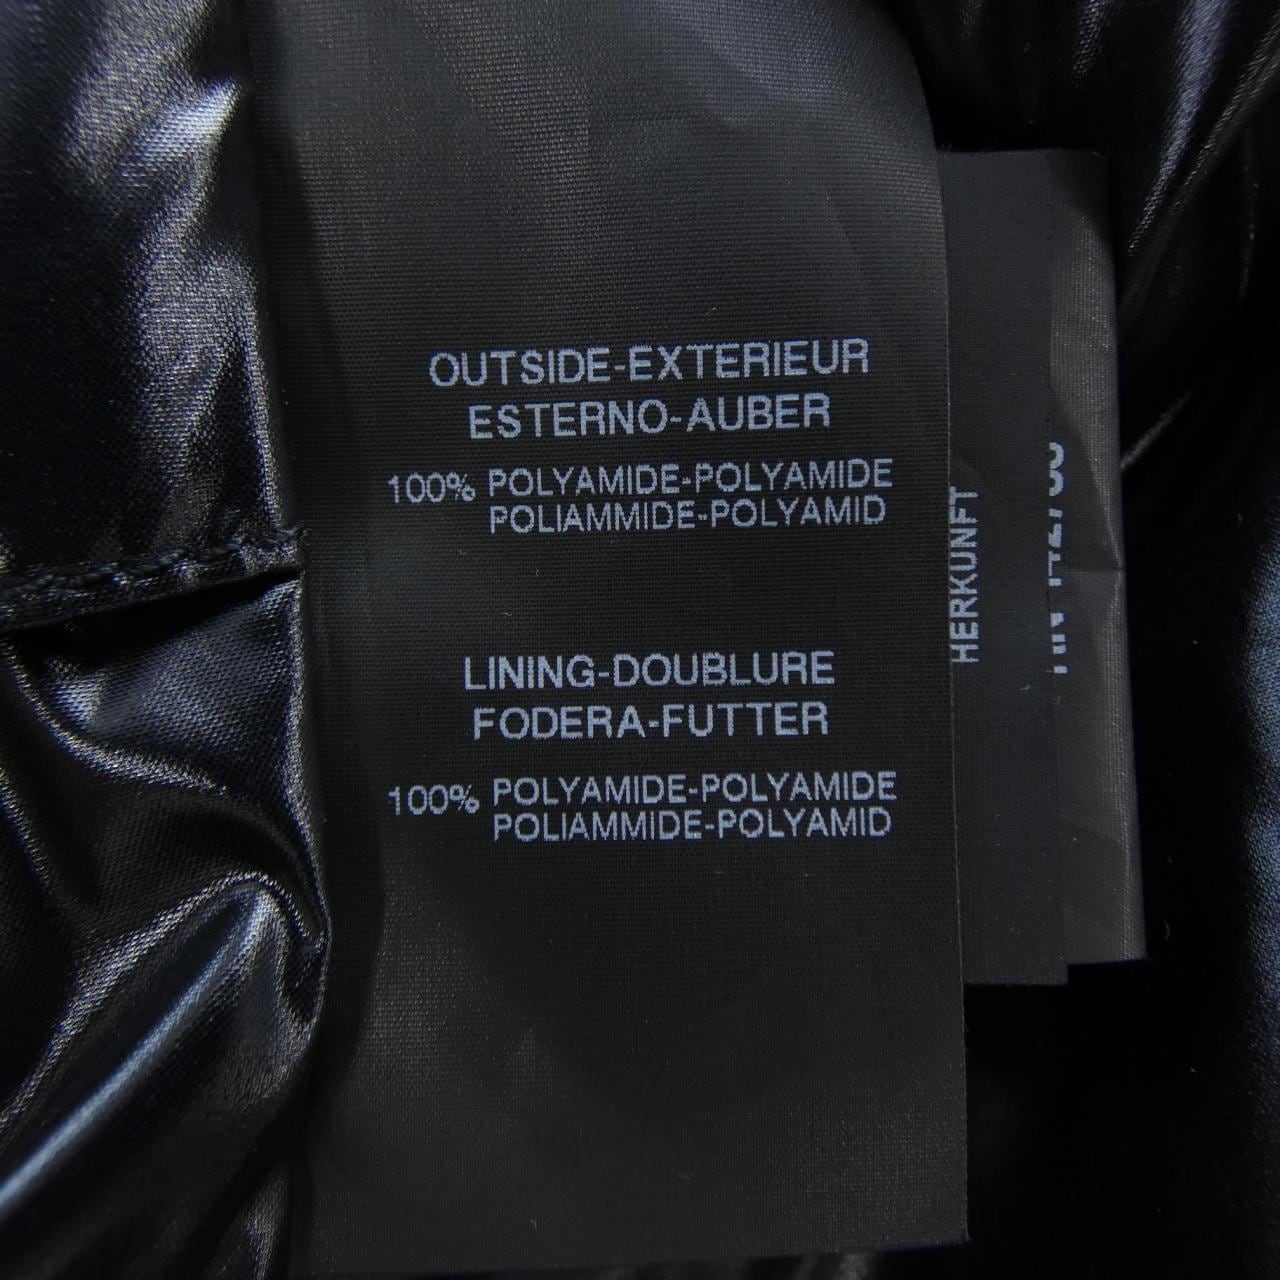 OUTSIDE-EXTERIEUR
ESTERNO-AUBER
100% POLYAMIDE-POLYAMIDE
POLIAMMIDE-POLYAMID
LINING-DOUBLURE
FODERA-FUTTER
100% POLYAMIDE-POLYAMIDE
POLIAMMIDE-POLYAMID
HERKUNFT